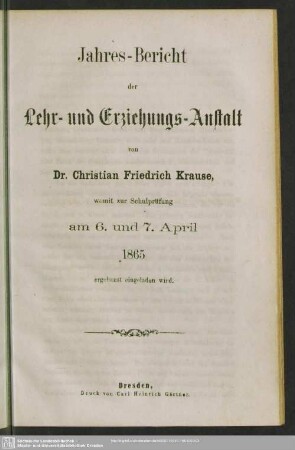 Jahres-Bericht
der
Lehr- und Erziehungs-Anstalt
von
Dr. Christian Friedrich Krause,
womit zur Schulprüfung
am 6. und 7. April
1865
ergebenst eingeladen wird.
Dresden,
Druck von Carl Heinrich Gärtner.